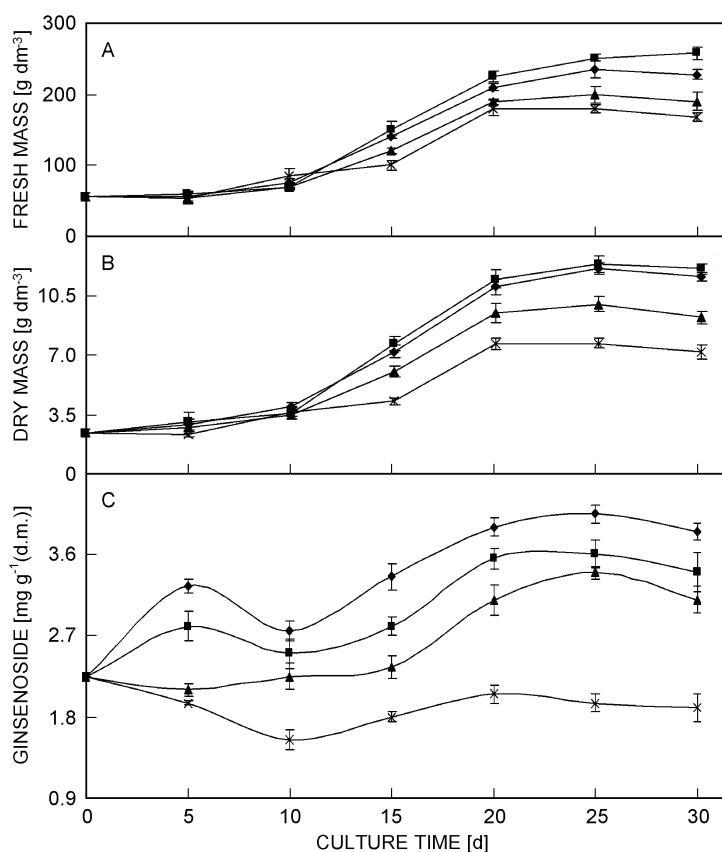 300
A
200
100
0
FRESH MASS [g dm-3]
B
10.5
7.0
3.5
0
DRY MASS [g dm-3]
C
3.6
2.7
1.8
0.9
GINSENOSIDE [mg g-1(d.m.)]
0 5 10 15 20 25 30
CULTURE TIME [d]